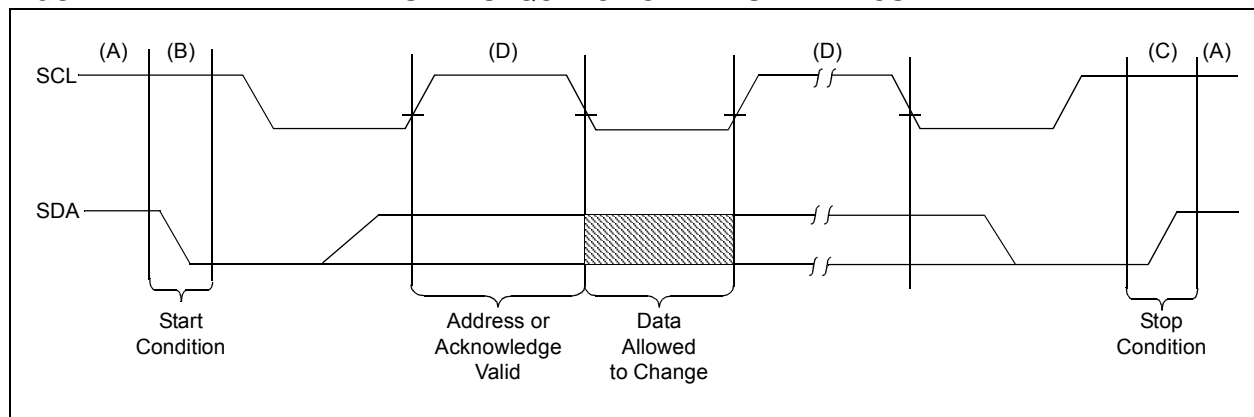 (A) (B) (D) (D) (C) (A)
SCL
SDA
Start
Condition
Address or
Acknowledge
Valid
Data
Allowed
to Change
Stop
Condition